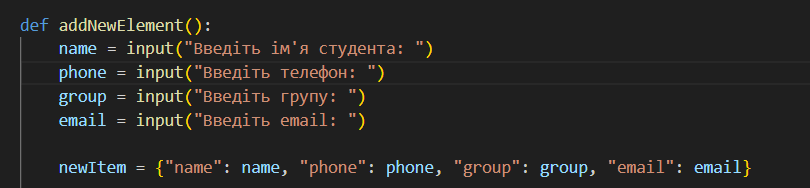 def addNewElement():
name = input("Введіть ім'я студента: ")
phone = input("Введіть телефон: ")
group = input("Введіть групу: ")
email = input("Введіть email: ")
newItem = {"name": name, "phone": phone, "group": group, "email": email}